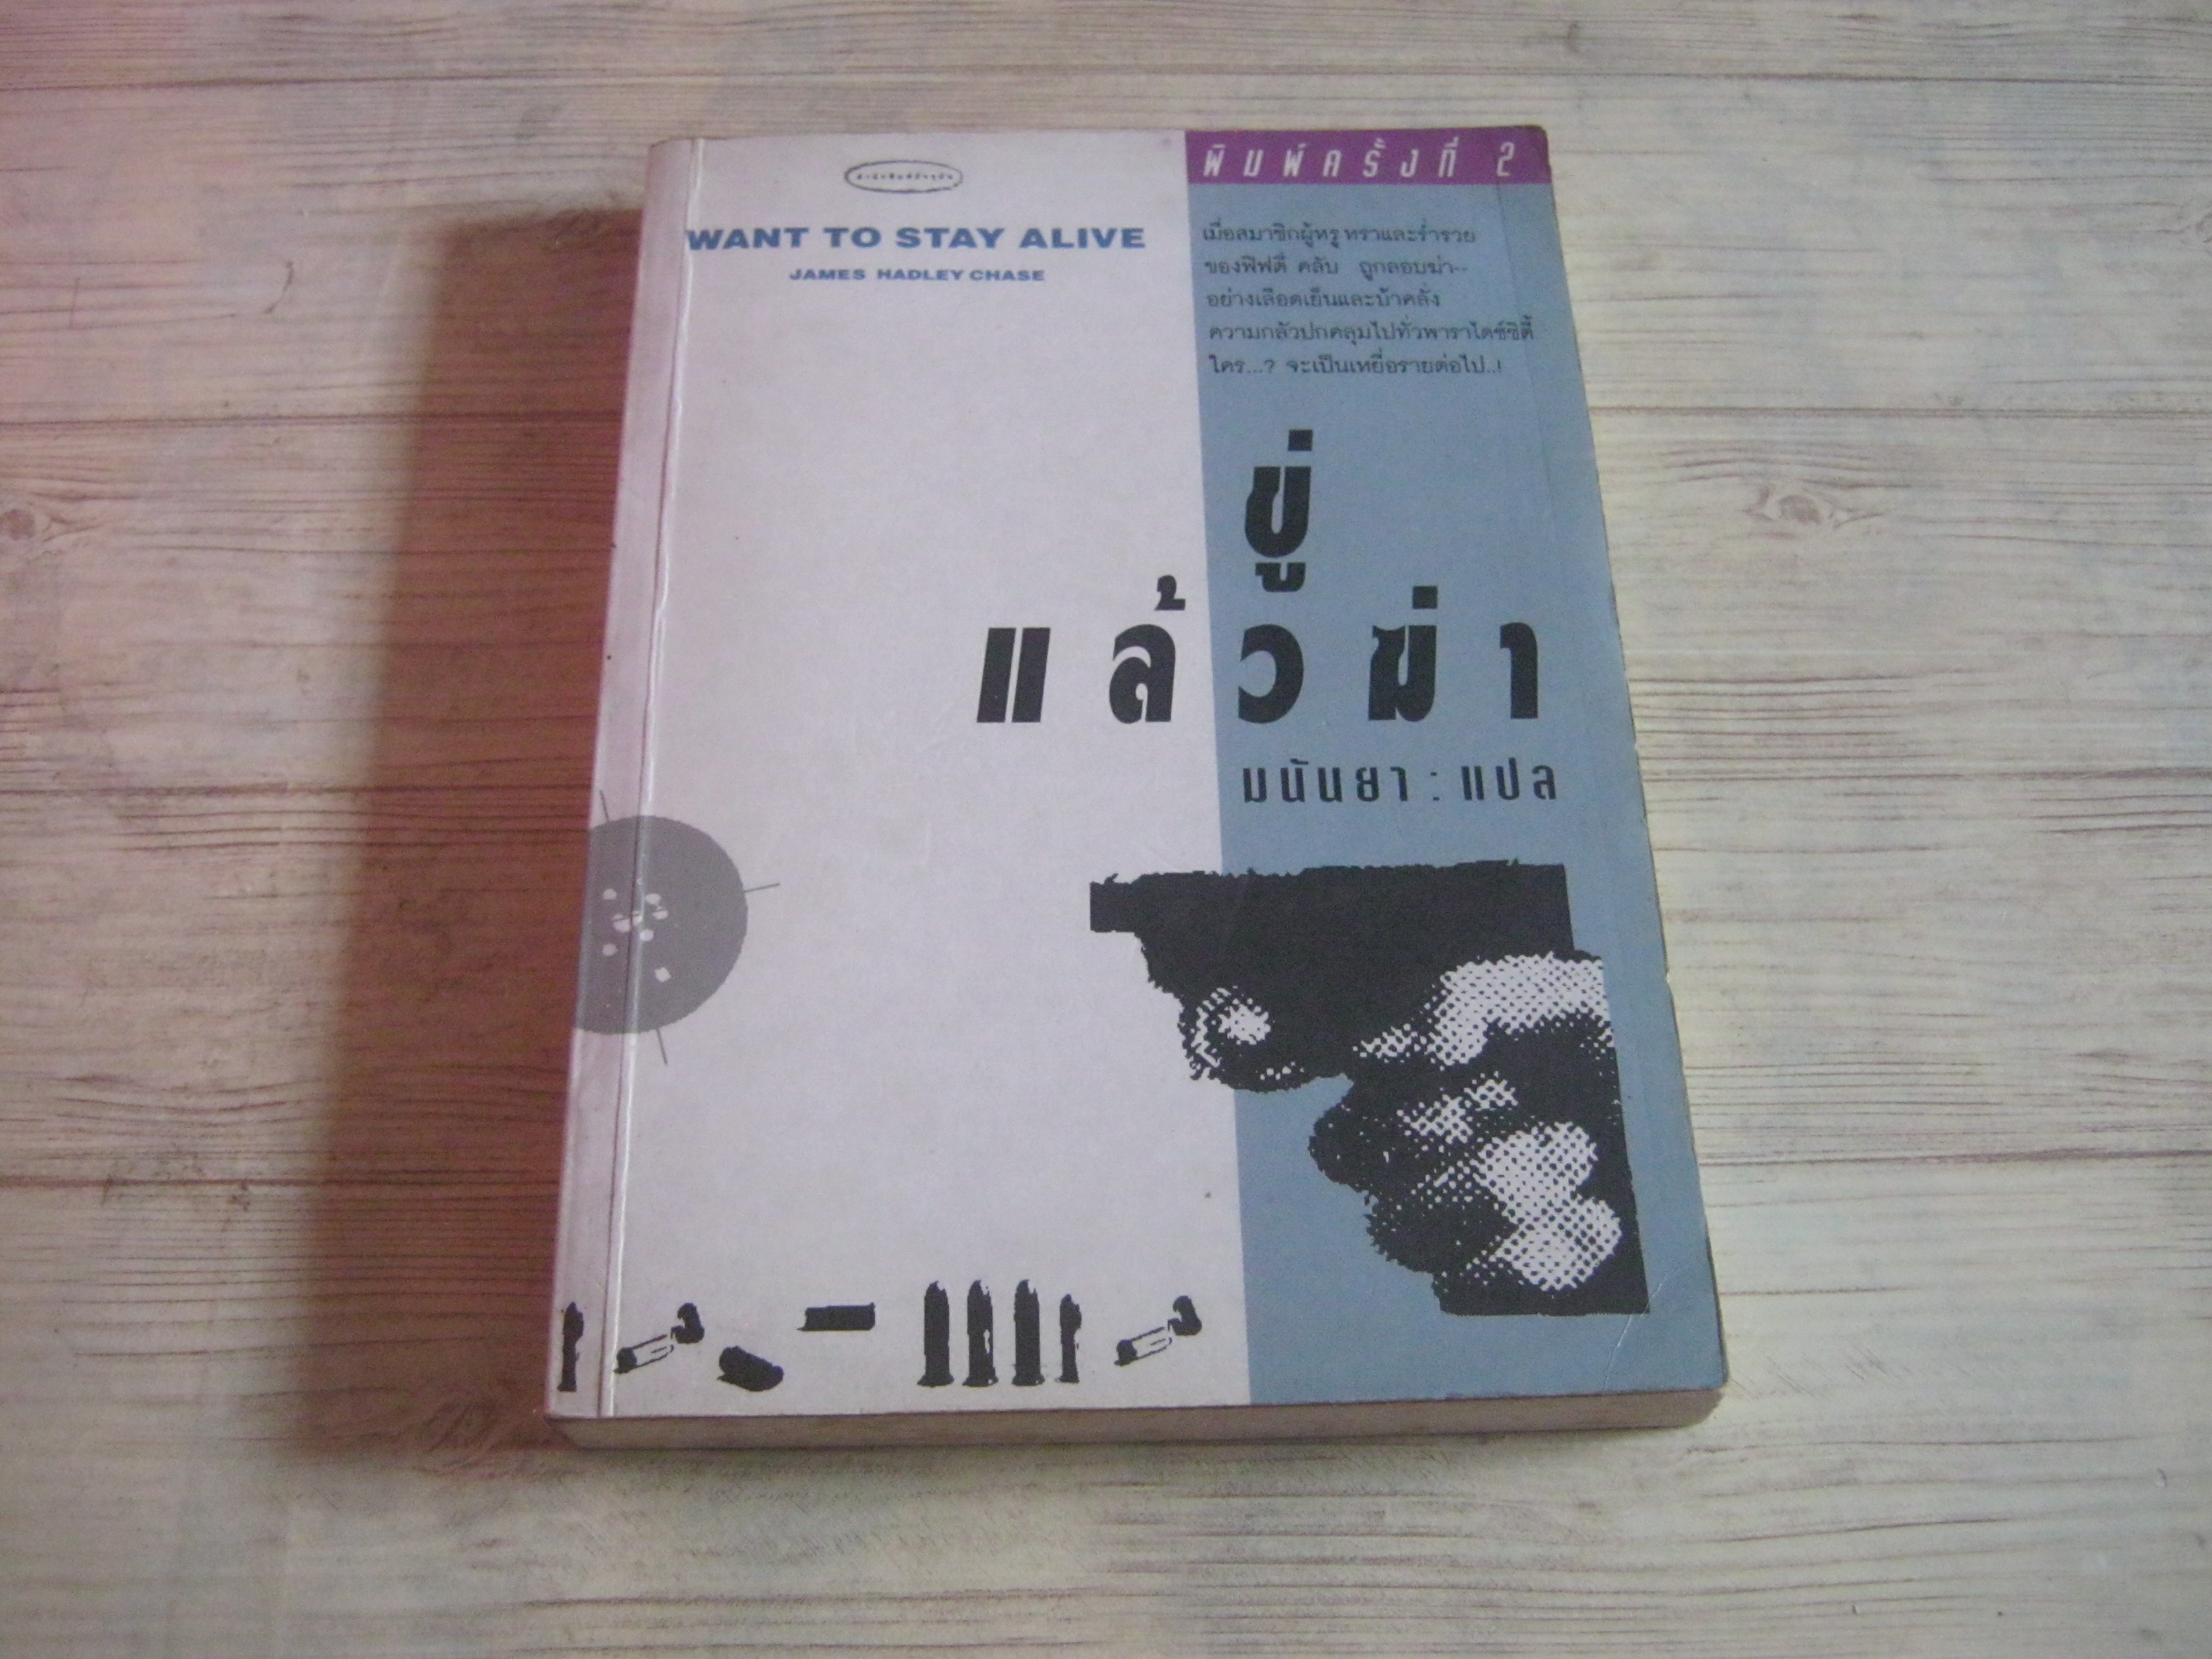 WANT TO STAY ALIVE
JAMES HADLEY CHASE
พิมพ์ครั้งที่ 2
เมื่อสมาชิกผู้หรูหราและร่ำรวย
ของฟิฟตี้ คลับ ถูกลอบฆ่า--
อย่างเลือดเย็นและบ้าคลั่ง
ความกลัวปกคลุมไปทั่วพาราไดซ์ซิตี้
ใคร...? จะเป็นเหยื่อรายต่อไป..!
ขู่
แล้วฆ่า
มนันยา : แปล